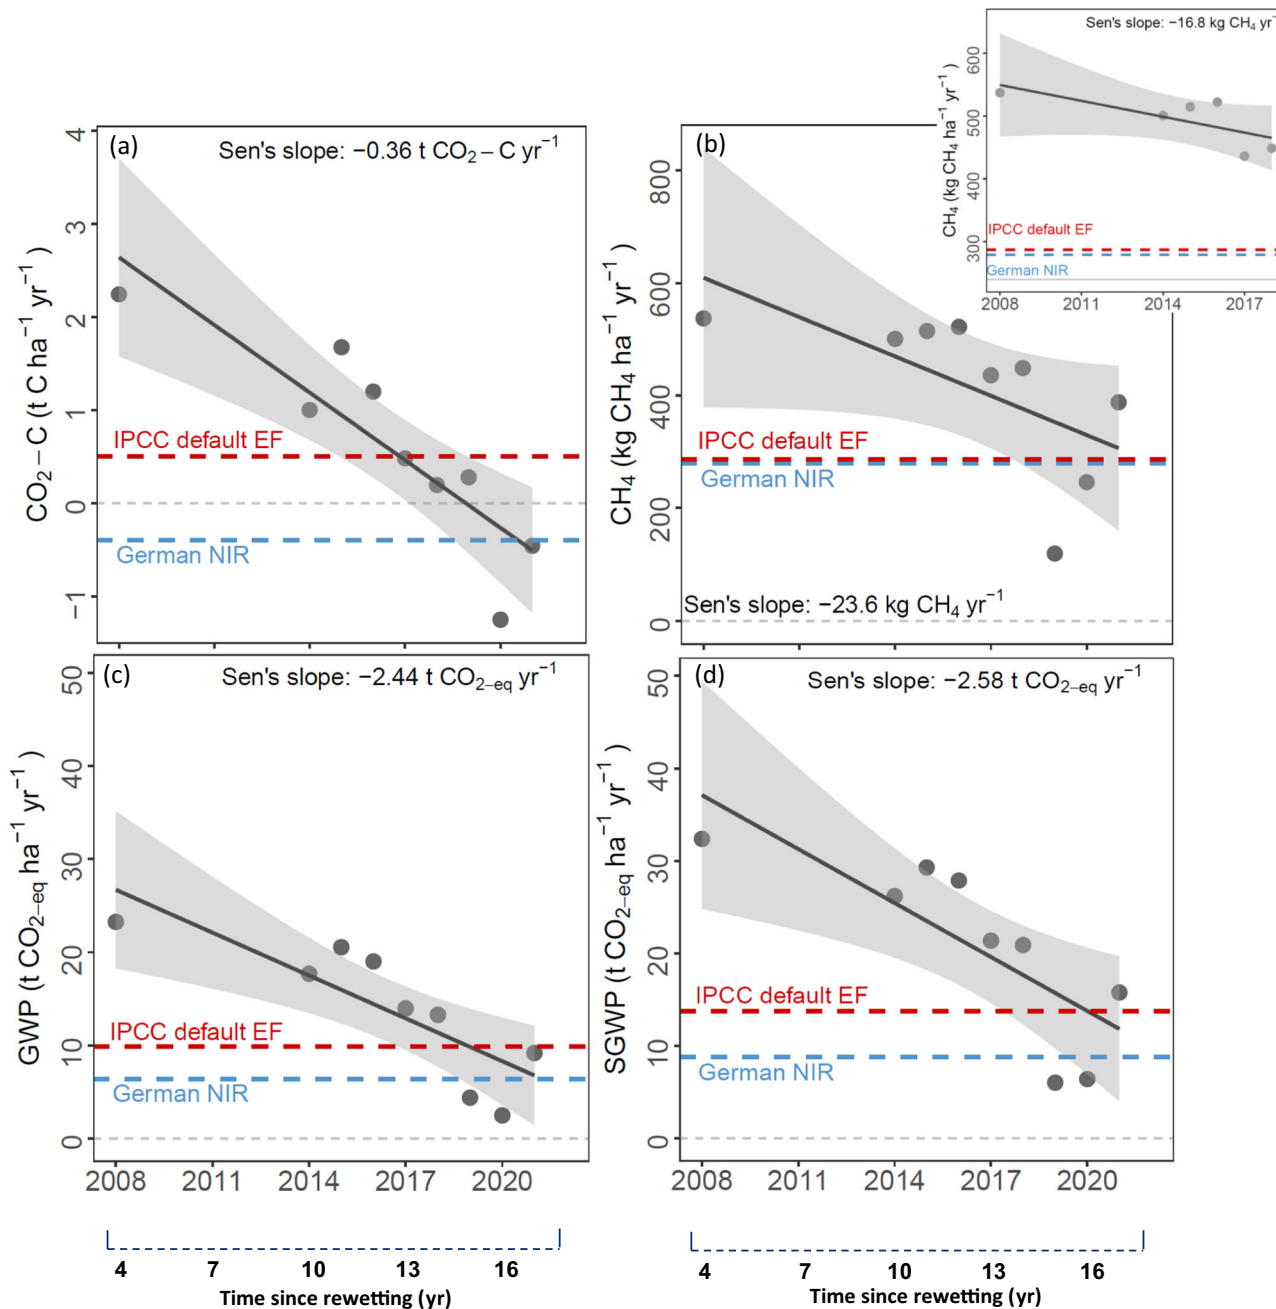 Sen's slope: −16.8 kg CH₄ yr⁻
CH₄ (kg CH₄ ha⁻¹ yr⁻¹ )
600
500
400
300
IPCC default EF
German NIR
2008 2011 2014 2017
(a)
Sen's slope: −0.36 t CO₂ – C yr⁻¹
CO₂ – C (t C ha⁻¹ yr⁻¹ )
4
3
2
1
0
−1
IPCC default EF
German NIR
(b)
CH₄ (kg CH₄ ha⁻¹ yr⁻¹ )
800
600
400
200
0
IPCC default EF
German NIR
Sen's slope: −23.6 kg CH₄ yr⁻¹
(c)
Sen's slope: −2.44 t CO₂₋eq yr⁻¹
GWP (t CO₂₋eq ha⁻¹ yr⁻¹ )
50
40
30
20
10
0
IPCC default EF
German NIR
2008 2011 2014 2017 2020
4 7 10 13 16
Time since rewetting (yr)
(d)
Sen's slope: −2.58 t CO₂₋eq yr⁻¹
SGWP (t CO₂₋eq ha⁻¹ yr⁻¹ )
50
40
30
20
10
0
IPCC default EF
German NIR
2008 2011 2014 2017 2020
4 7 10 13 16
Time since rewetting (yr)